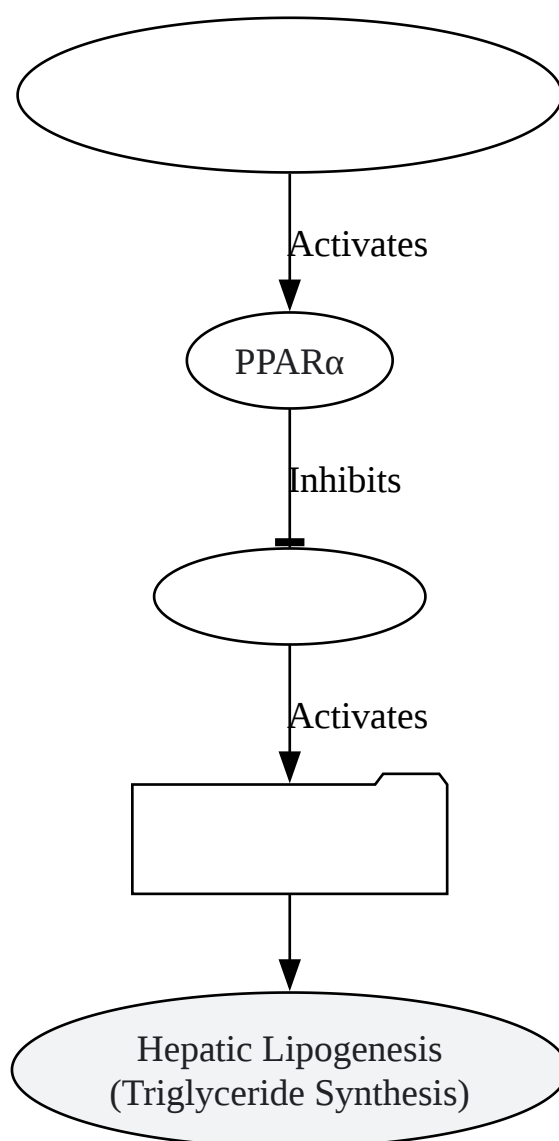 Activates
PPARα
Inhibits
Activates
Hepatic Lipogenesis
(Triglyceride Synthesis)